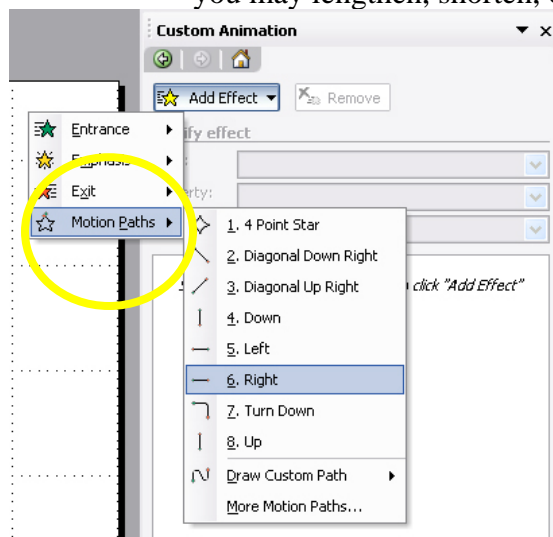 you may lengthen, shorten,
Custom Animation
Add Effect
Remove
Entrance
ify effect
Emphasis
Exit
rty:
Motion Paths
1. 4 Point Star
2. Diagonal Down Right
3. Diagonal Up Right
click "Add Effect"
4. Down
5. Left
6. Right
7. Turn Down
8. Up
Draw Custom Path
More Motion Paths...